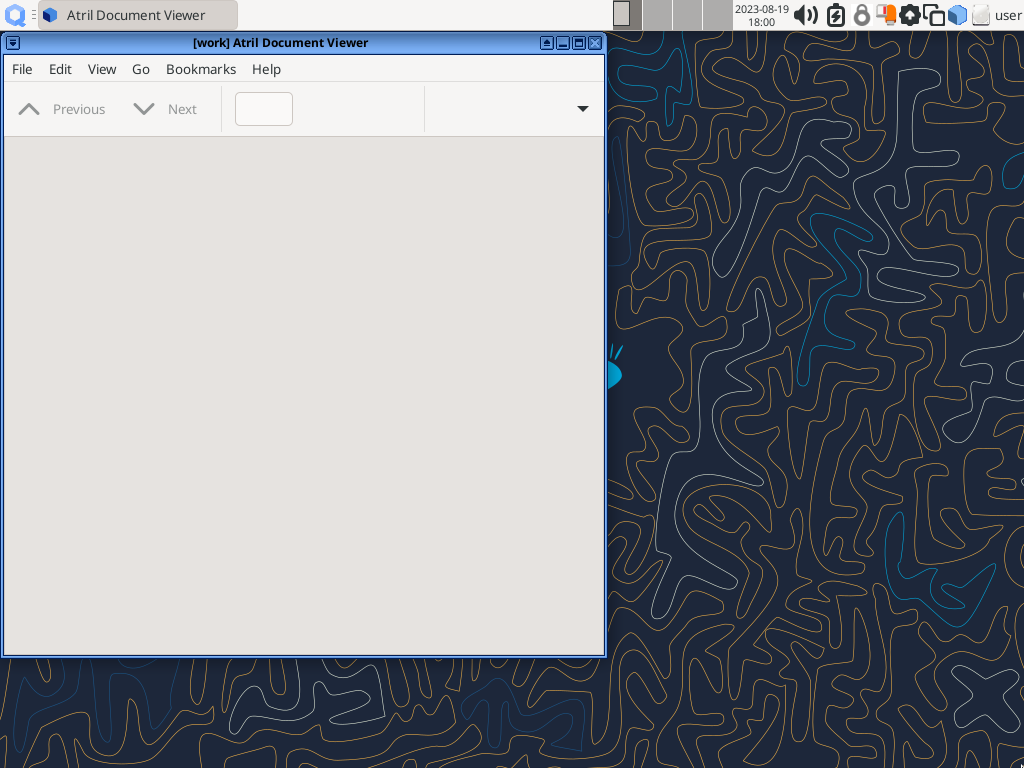 Atril Document Viewer
2023-08-19
18:00
user
[work] Atril Document Viewer
File Edit View Go Bookmarks Help
Previous Next